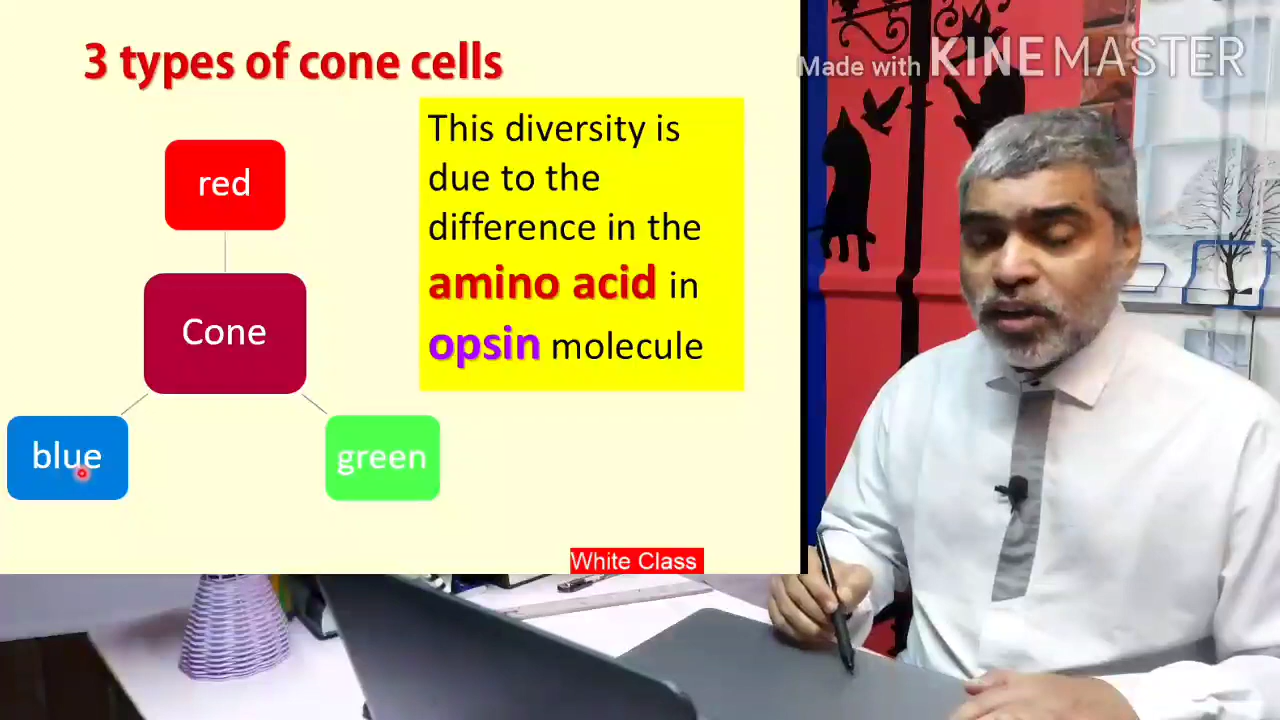 3 types of cone cells
Made with KINEMASTER
red
This diversity is
due to the
difference in the
amino acid in
opsin molecule
Cone
blue
green
White Class